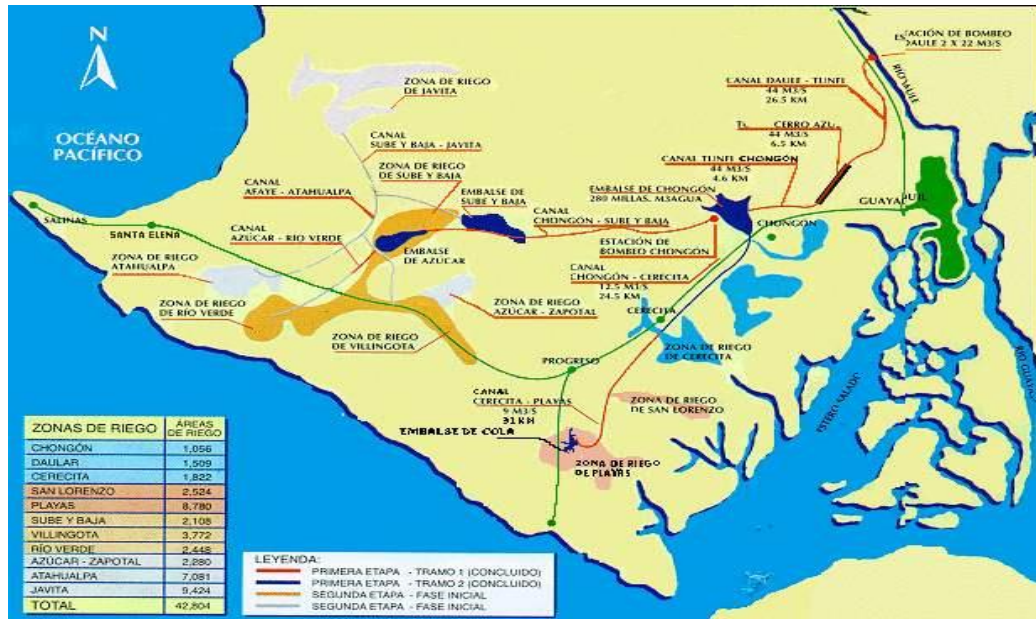 N
OCÉANO
PACÍFICO
ESTACIÓN DE BOMBEO
DAULE 2 X 22 M3/S
RÍO DAULE
CANAL DAULE - TUNEL
44 M3/S
26.5 KM
CERRO AZUL
44 M3/S
6.5 KM
CANAL TUNEL CHONGÓN
44 M3/S
4.6 KM
ZONA DE RIEGO
DE JAVITA
CANAL
SUBE Y BAJA - JAVITA
ZONA DE RIEGO
DE SUBE Y BAJA
CANAL
AFAYE - ATAHUALPA
EMBALSE DE
SUBE Y BAJA
EMBALSE DE CHONGÓN
280 MILLAS. M3AGUA
GUAYAQUIL
SALINAS
SANTA ELENA
CANAL
CHONGÓN - SUBE Y BAJA
CHONGÓN
CANAL
AZÚCAR - RÍO VERDE
EMBALSE
DE AZUCAR
ESTACIÓN DE
BOMBEO CHONGÓN
ZONA DE RIEGO
ATAHUALPA
CANAL
CHONGÓN - CERECITA
12.5 M3/S
24.5 KM
ZONA DE RIEGO
DE RÍO VERDE
ZONA DE RIEGO
AZÚCAR - ZAPOTAL
CERECITA
ZONA DE RIEGO
DE VILLINGOTA
ZONA DE RIEGO
DE CERECITA
PROGRESO
CANAL
CERECITA - PLAYAS
9 M3/S
31 KM
ZONA DE RIEGO
DE SAN LORENZO
EMBALSE DE COLA
ZONA DE RIEGO
DE PLAYAS
ESTERO SALADO
RÍO
ZONAS DE RIEGO ÁREAS DE RIEGO
CHONGÓN 1,056
DAULAR 1,509
CERECITA 1,822
SAN LORENZO 2,524
PLAYAS 8,780
SUBE Y BAJA 2,108
VILLINGOTA 3,772
RÍO VERDE 2,448
AZÚCAR - ZAPOTAL 2,280
ATAHUALPA 7,081
JAVITA 9,424
TOTAL 42,804
LEYENDA:
PRIMERA ETAPA - TRAMO 1 (CONCLUIDO)
PRIMERA ETAPA - TRAMO 2 (CONCLUIDO)
SEGUNDA ETAPA - FASE INICIAL
SEGUNDA ETAPA - FASE INICIAL